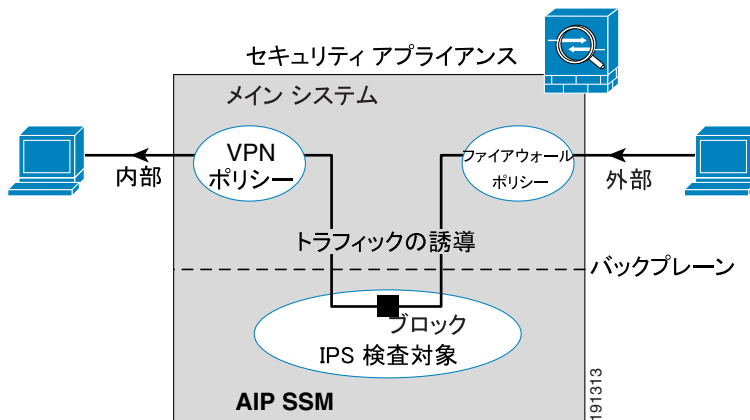 セキュリティ アプライアンス
メイン システム
VPN
ポリシー
ファイアウォール
ポリシー
内部
外部
トラフィックの誘導
バックプレーン
ブロック
IPS 検査対象
AIP SSM
191313